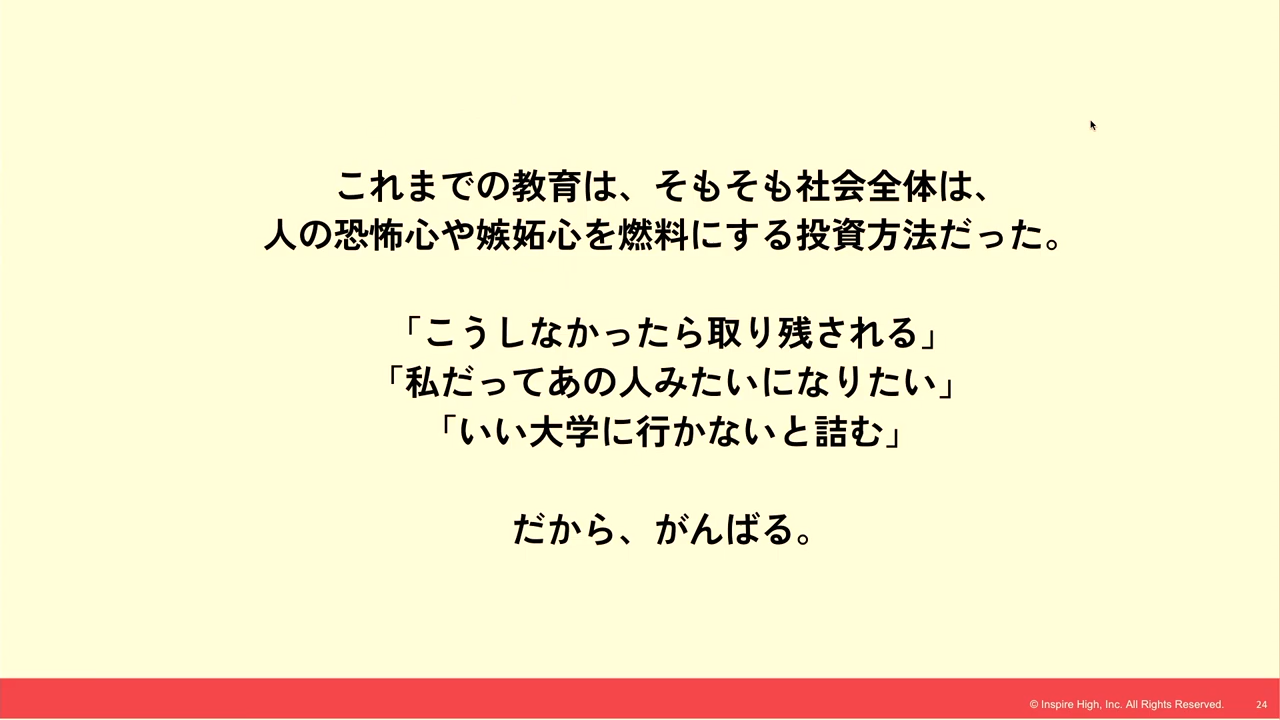 これまでの教育は、そもそも社会全体は、
人の恐怖心や嫉妬心を燃料にする投資方法だった。
「こうしなかったら取り残される」
「私だってあの人みたいになりたい」
「いい大学に行かないと詰む」
だから、がんばる。
© Inspire High, Inc. All Rights Reserved. 24